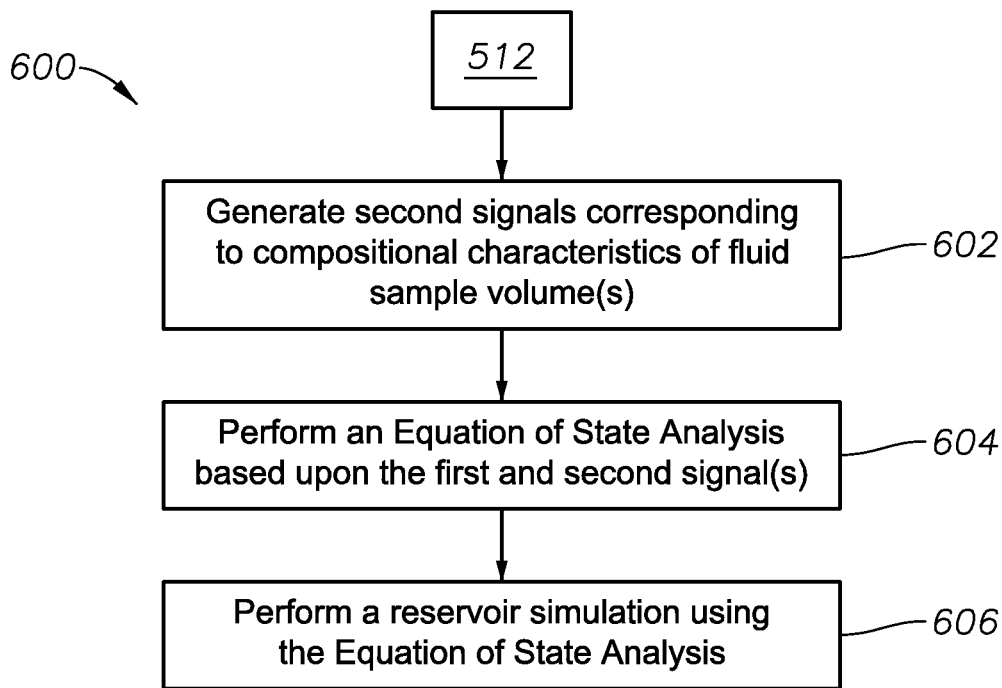 512
600
Generate second signals corresponding
to compositional characteristics of fluid
sample volume(s)
602
Perform an Equation of State Analysis
based upon the first and second signal(s)
604
Perform a reservoir simulation using
the Equation of State Analysis
606